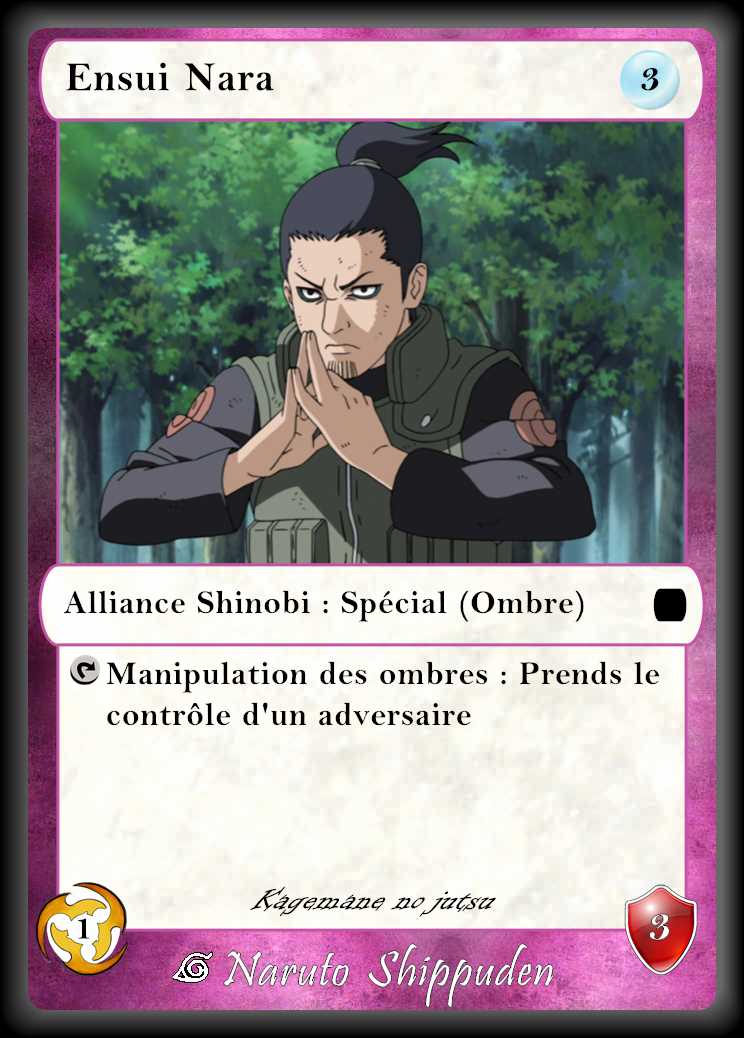 Ensui Nara
3
Alliance Shinobi : Spécial (Ombre)
Manipulation des ombres : Prends le
contrôle d'un adversaire
Kagemane no jutsu
1
3
Naruto Shippuden